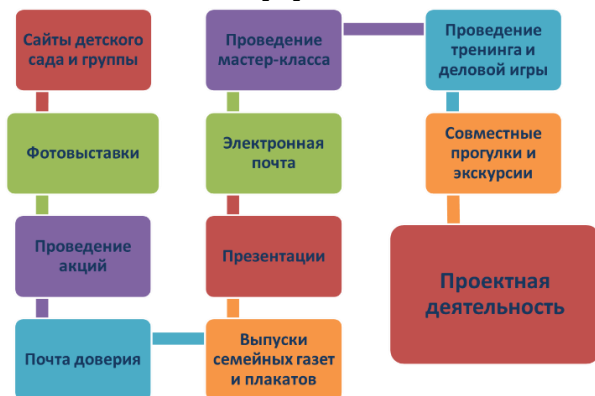 Сайты детского
сада и группы
Фотовыставки
Проведение
акций
Почта доверия
Выпуски
семейных газет
и плакатов
Презентации
Электронная
почта
Проведение
мастер-класса
Проведение
тренинга и
деловой игры
Совместные
прогулки и
экскурсии
Проектная
деятельность